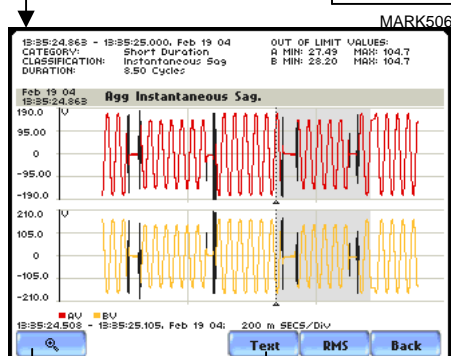 MARK506
13:35:24.863 - 13:35:25.000, Feb 19 04
OUT OF LIMIT VALUES:
CATEGORY: Short Duration
A MIN: 27.49 MAX: 104.7
CLASSIFICATION: Instantaneous Sag
B MIN: 28.20 MAX: 104.7
DURATION: 8.50 Cycles
Feb 19 04
13:35:24.863
Agg Instantaneous Sag.
190.0
V
95.00
0
-95.00
-190.0
210.0
V
105.0
0
-105.0
-210.0
AV BV
13:35:24.508 - 13:35:25.105, Feb 19 04: 200 m SECS/Div
Text RMS Back